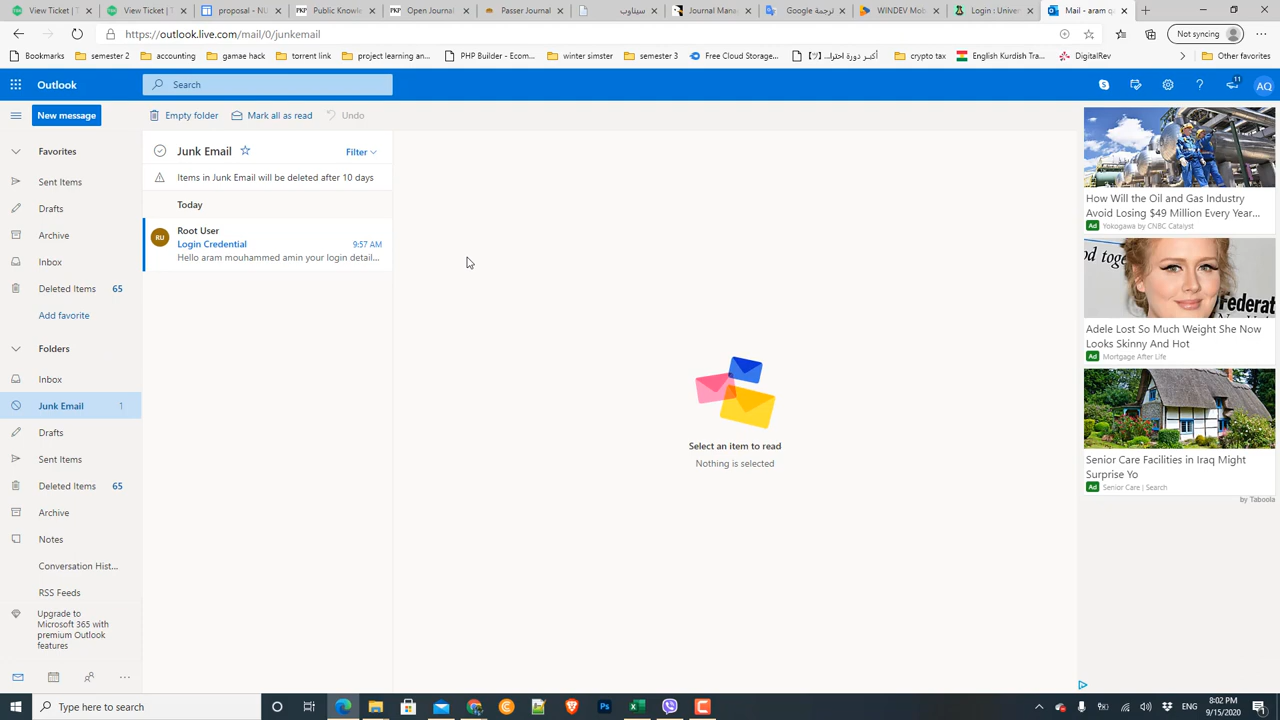 View Ticket | T
View Ticket | T
proposal - NU
Public Knowle
Open Journal
Passer Journal
سيتاوب
Journal Mana
ترجمة Google
WINDEV Mob
Login : Univer
Mail - aram q
https://outlook.live.com/mail/0/junkemail
Not syncing
Bookmarks
semester 2
accounting
gamae hack
torrent link
project learning an...
PHP Builder - Ecom...
winter simster
semester 3
Free Cloud Storage...
crypto tax
English Kurdish Tra...
DigitalRev
Other favorites
Outlook
Search
11
AQ
New message
Empty folder
Mark all as read
Undo
Favorites
Sent Items
Drafts
Archive
Inbox
Deleted Items 65
Add favorite
Folders
Inbox
Junk Email 1
Drafts
Sent Items
Deleted Items 65
Archive
Notes
Conversation Hist...
RSS Feeds
Upgrade to
Microsoft 365 with
premium Outlook
features
Junk Email
Filter
Items in Junk Email will be deleted after 10 days
Today
RU
Root User
Login Credential 9:57 AM
Hello aram mouhammed amin your login detail...
Select an item to read
Nothing is selected
How Will the Oil and Gas Industry
Avoid Losing $49 Million Every Year...
Ad Yokogawa by CNBC Catalyst
Federat
Adele Lost So Much Weight She Now
Looks Skinny And Hot
Ad Mortgage After Life
Senior Care Facilities in Iraq Might
Surprise Yo
Ad Senior Care | Search
by Taboola
Type here to search
Ps
8:02 PM
9/15/2020
1